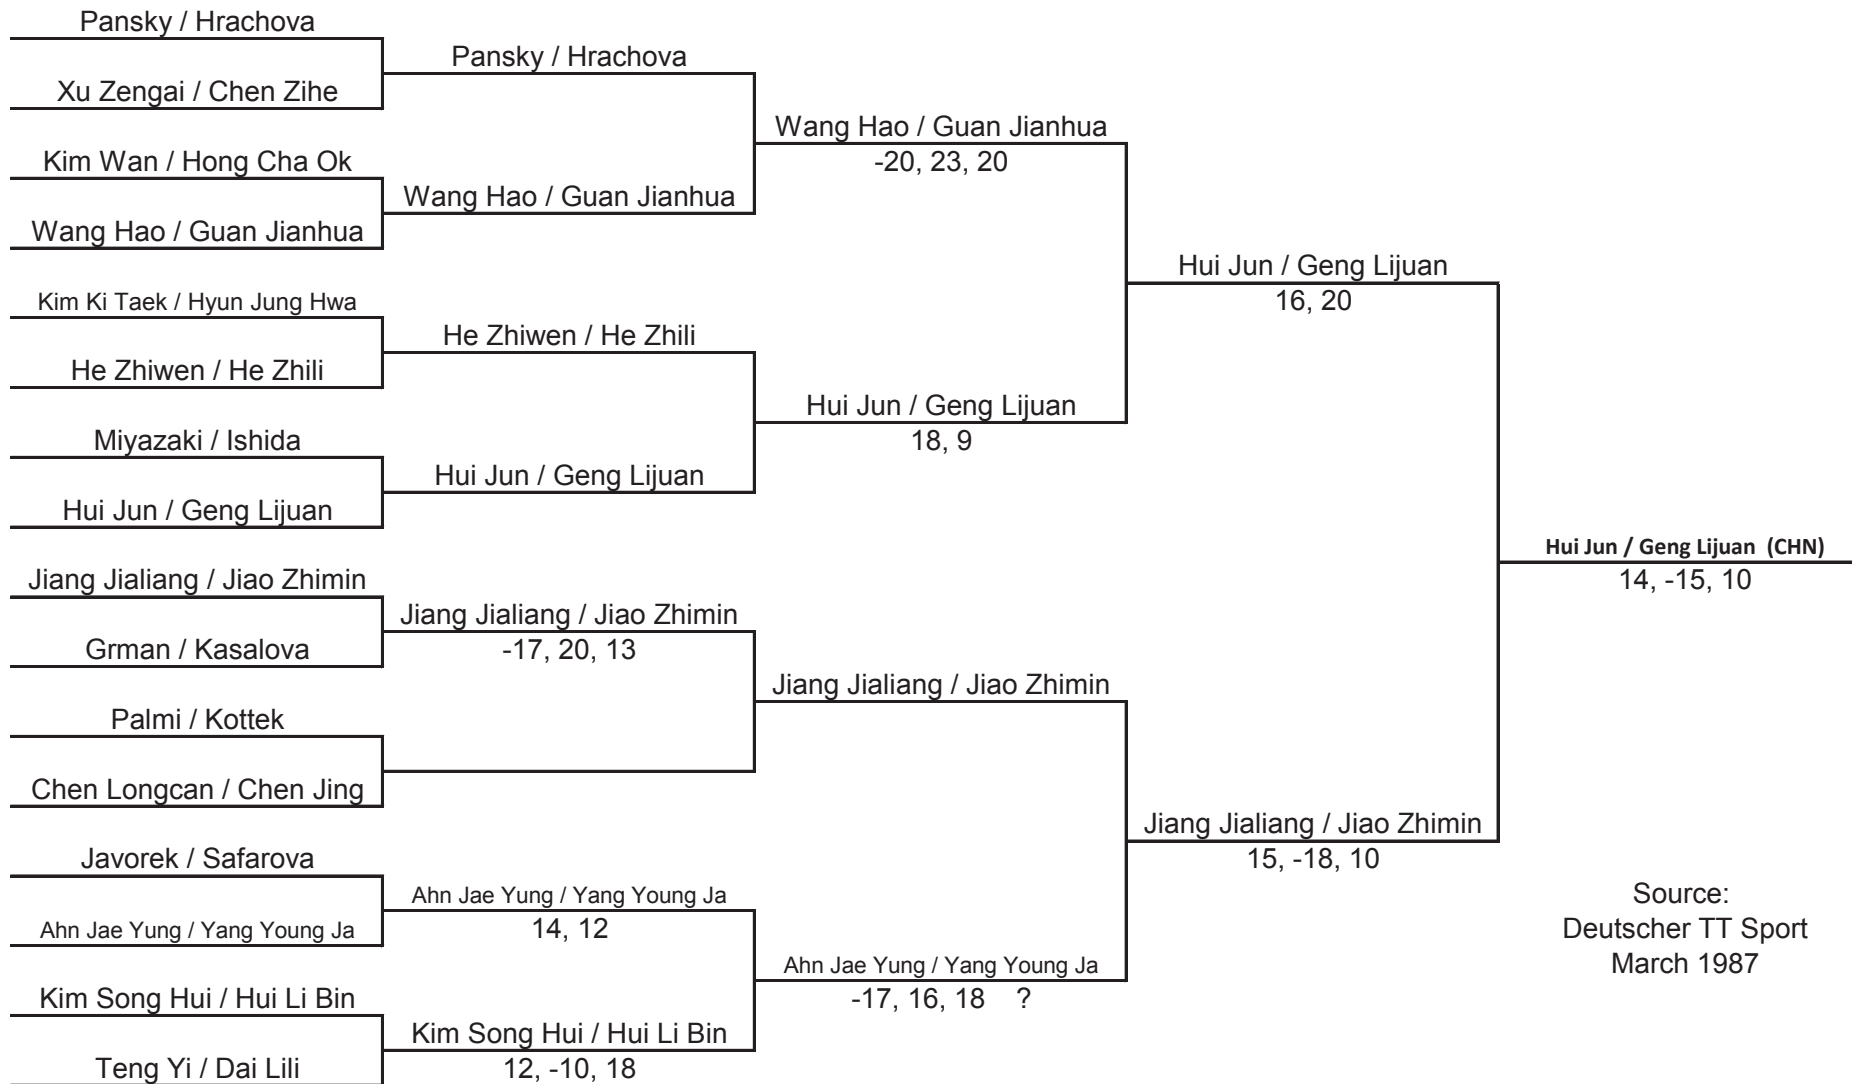 Pansky / Hrachova
Xu Zengai / Chen Zihe
Kim Wan / Hong Cha Ok
Wang Hao / Guan Jianhua
Kim Ki Taek / Hyun Jung Hwa
He Zhiwen / He Zhili
Miyazaki / Ishida
Hui Jun / Geng Lijuan
Jiang Jialiang / Jiao Zhimin
Grman / Kasalova
Palmi / Kottek
Chen Longcan / Chen Jing
Javorek / Safarova
Ahn Jae Yung / Yang Young Ja
Kim Song Hui / Hui Li Bin
Teng Yi / Dai Lili
Pansky / Hrachova
Wang Hao / Guan Jianhua
He Zhiwen / He Zhili
Hui Jun / Geng Lijuan
Jiang Jialiang / Jiao Zhimin
-17, 20, 13
Ahn Jae Yung / Yang Young Ja
14, 12
Kim Song Hui / Hui Li Bin
12, -10, 18
Wang Hao / Guan Jianhua
-20, 23, 20
Hui Jun / Geng Lijuan
18, 9
Jiang Jialiang / Jiao Zhimin
Ahn Jae Yung / Yang Young Ja
-17, 16, 18 ?
Hui Jun / Geng Lijuan
16, 20
Jiang Jialiang / Jiao Zhimin
15, -18, 10
Hui Jun / Geng Lijuan (CHN)
14, -15, 10
Source:
Deutscher TT Sport
March 1987